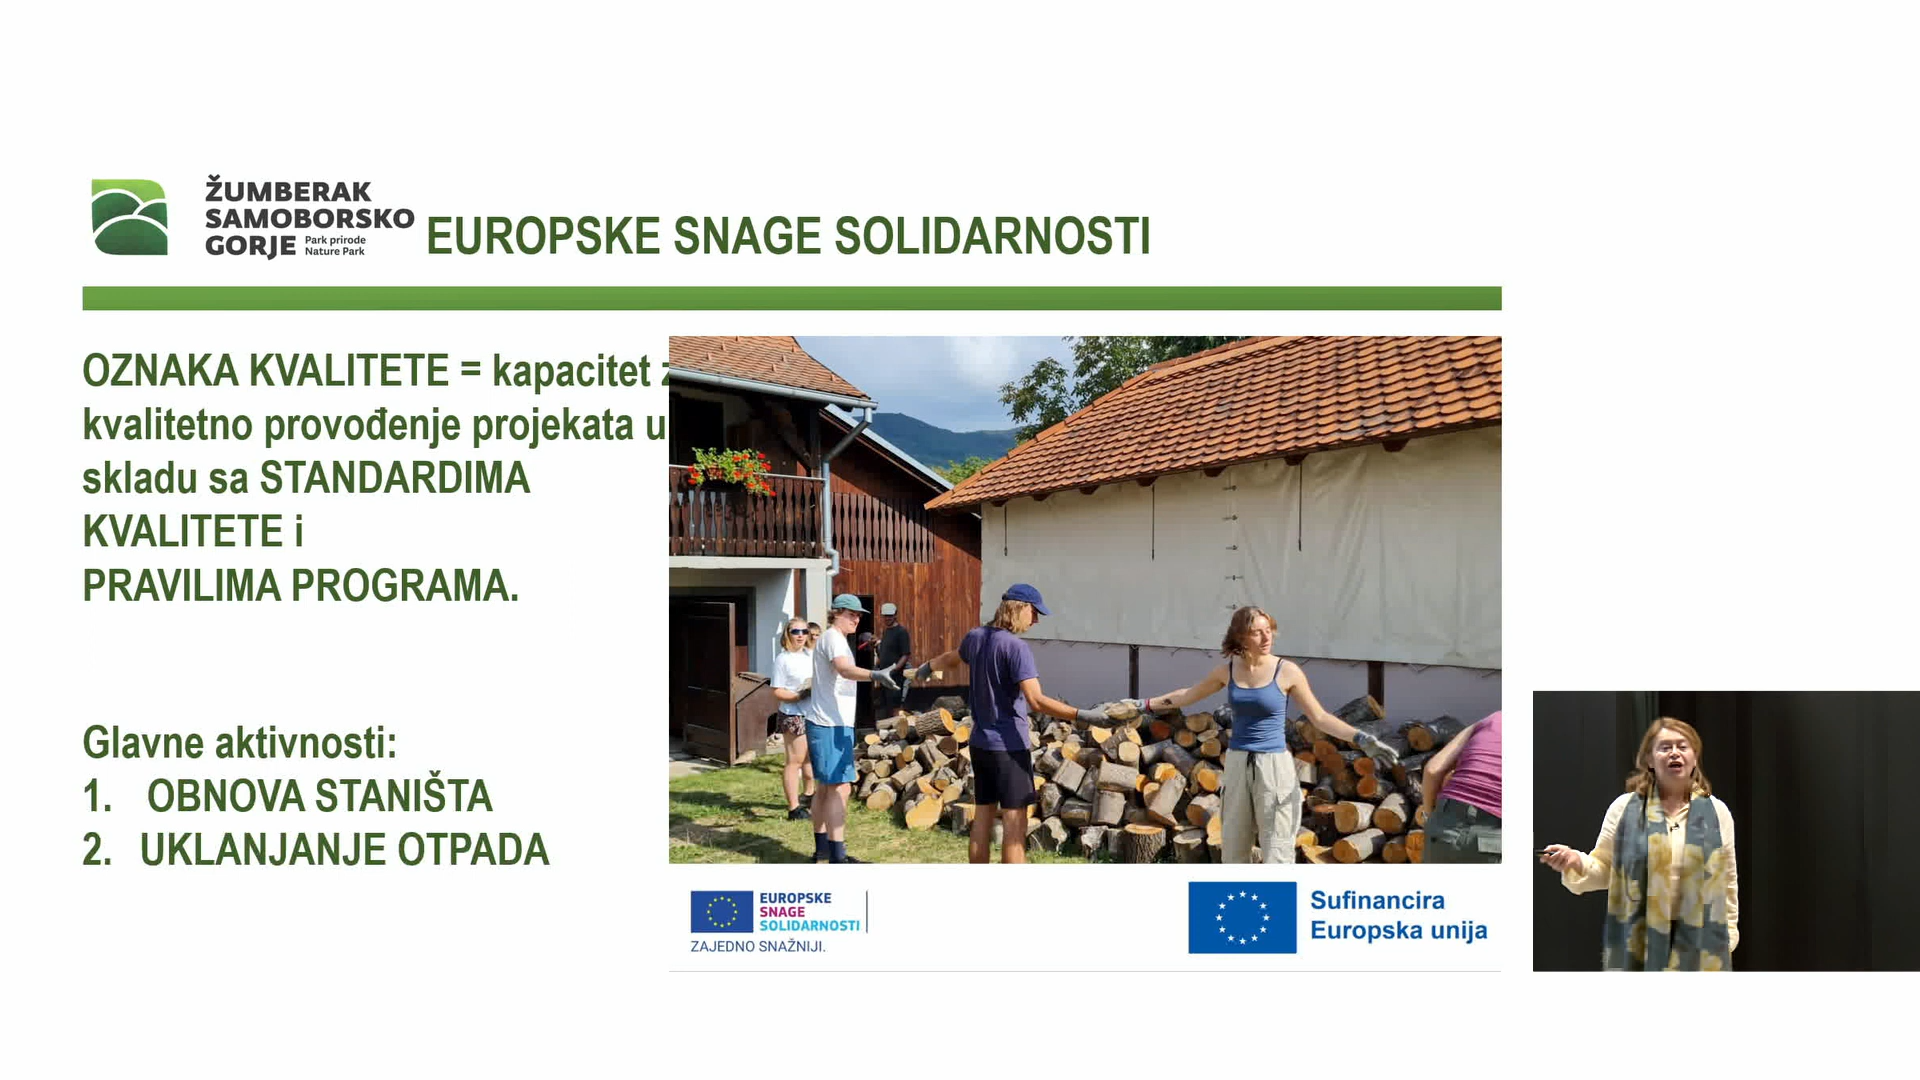 ŽUMBERAK
SAMOBORSKO
GORJE Park prirode
Nature Park
EUROPSKE SNAGE SOLIDARNOSTI
OZNAKA KVALITETE = kapacitet
kvalitetno provođenje projekata u
skladu sa STANDARDIMA
KVALITETE i
PRAVILIMA PROGRAMA.
Glavne aktivnosti:
1. OBNOVA STANIŠTA
2. UKLANJANJE OTPADA
EUROPSKE
SNAGE
SOLIDARNOSTI
ZAJEDNO SNAŽNIJI.
Sufinancira
Europska unija